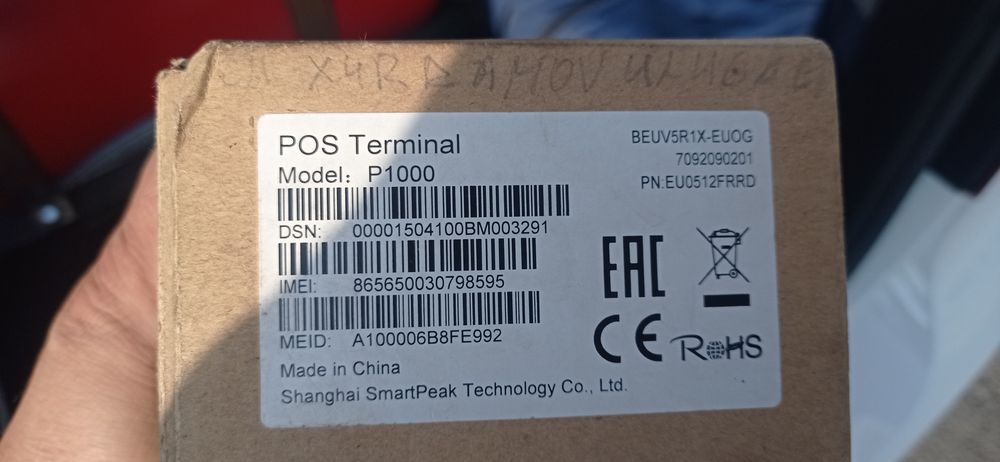 POS Terminal
Model: P1000
DSN: 00001504100BM003291
IMEI: 865650030798595
MEID: A100006B8FE992
Made in China
Shanghai SmartPeak Technology Co., Ltd.
BEUV5R1X-EUOG
7092090201
PN:EU0512FRRD
EAC
CE
RoHS